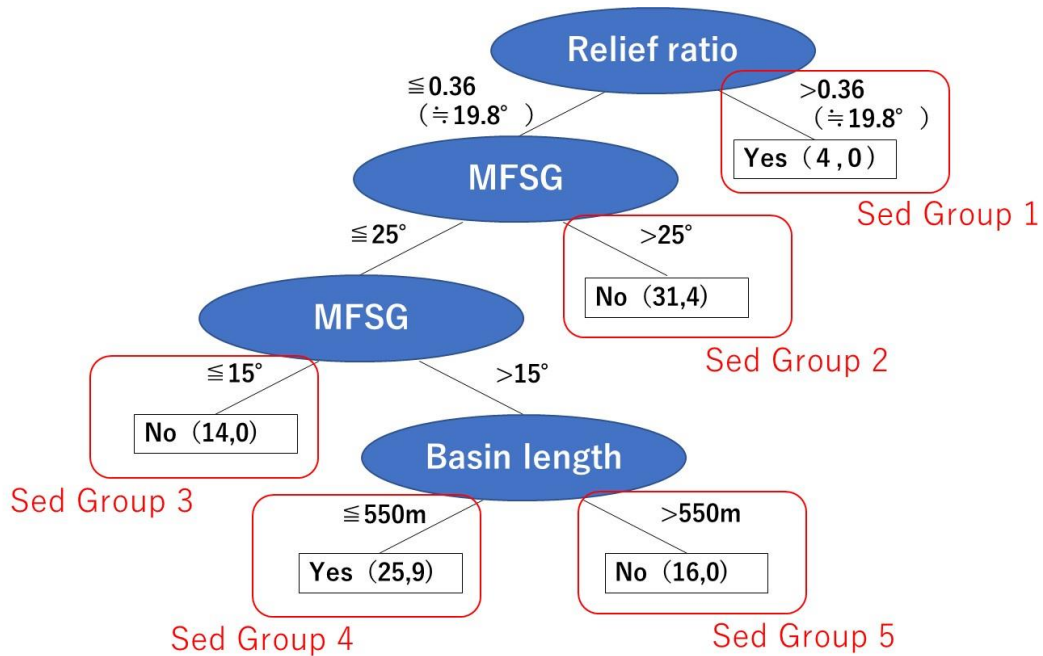 Relief ratio
≦0.36
（≒19.8° ）
>0.36
（≒19.8°）
Yes（4,0）
Sed Group 1
MFSG
≦25°
>25°
No（31,4）
Sed Group 2
MFSG
≦15°
>15°
No（14,0）
Sed Group 3
Basin length
≦550m
>550m
Yes（25,9）
No（16,0）
Sed Group 4
Sed Group 5